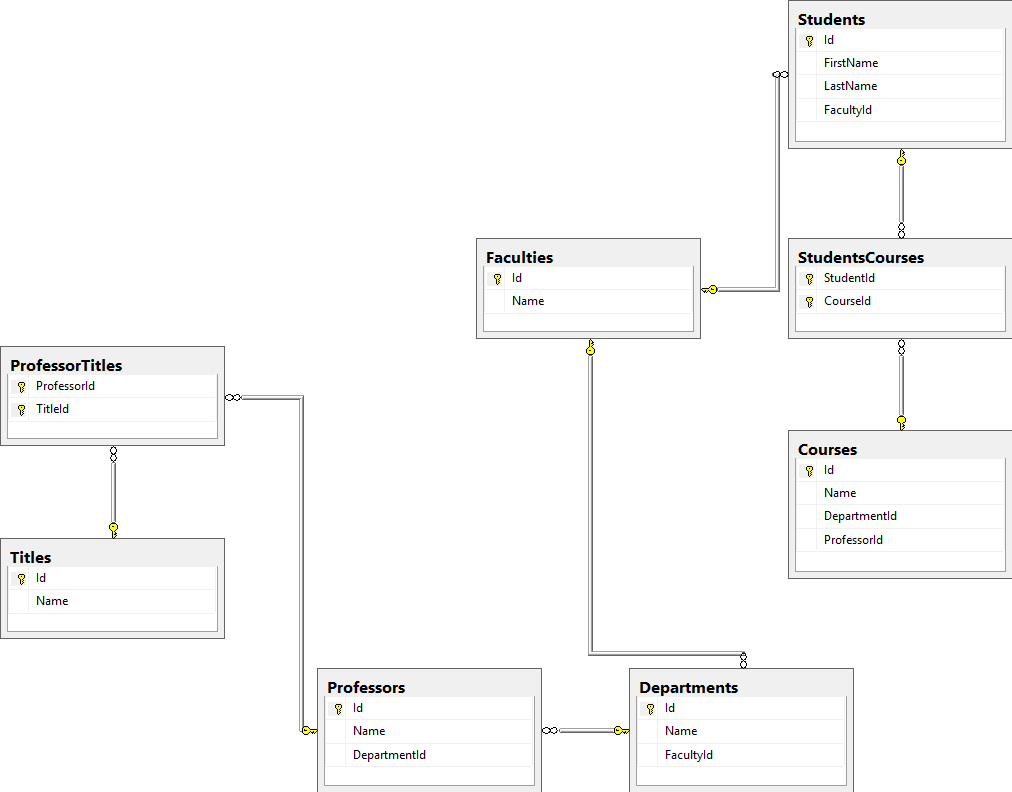 Students
Id
FirstName
LastName
FacultyId
Faculties
Id
Name
StudentsCourses
StudentId
CourseId
ProfessorTitles
ProfessorId
TitleId
Courses
Id
Name
DepartmentId
ProfessorId
Titles
Id
Name
Professors
Id
Name
DepartmentId
Departments
Id
Name
FacultyId